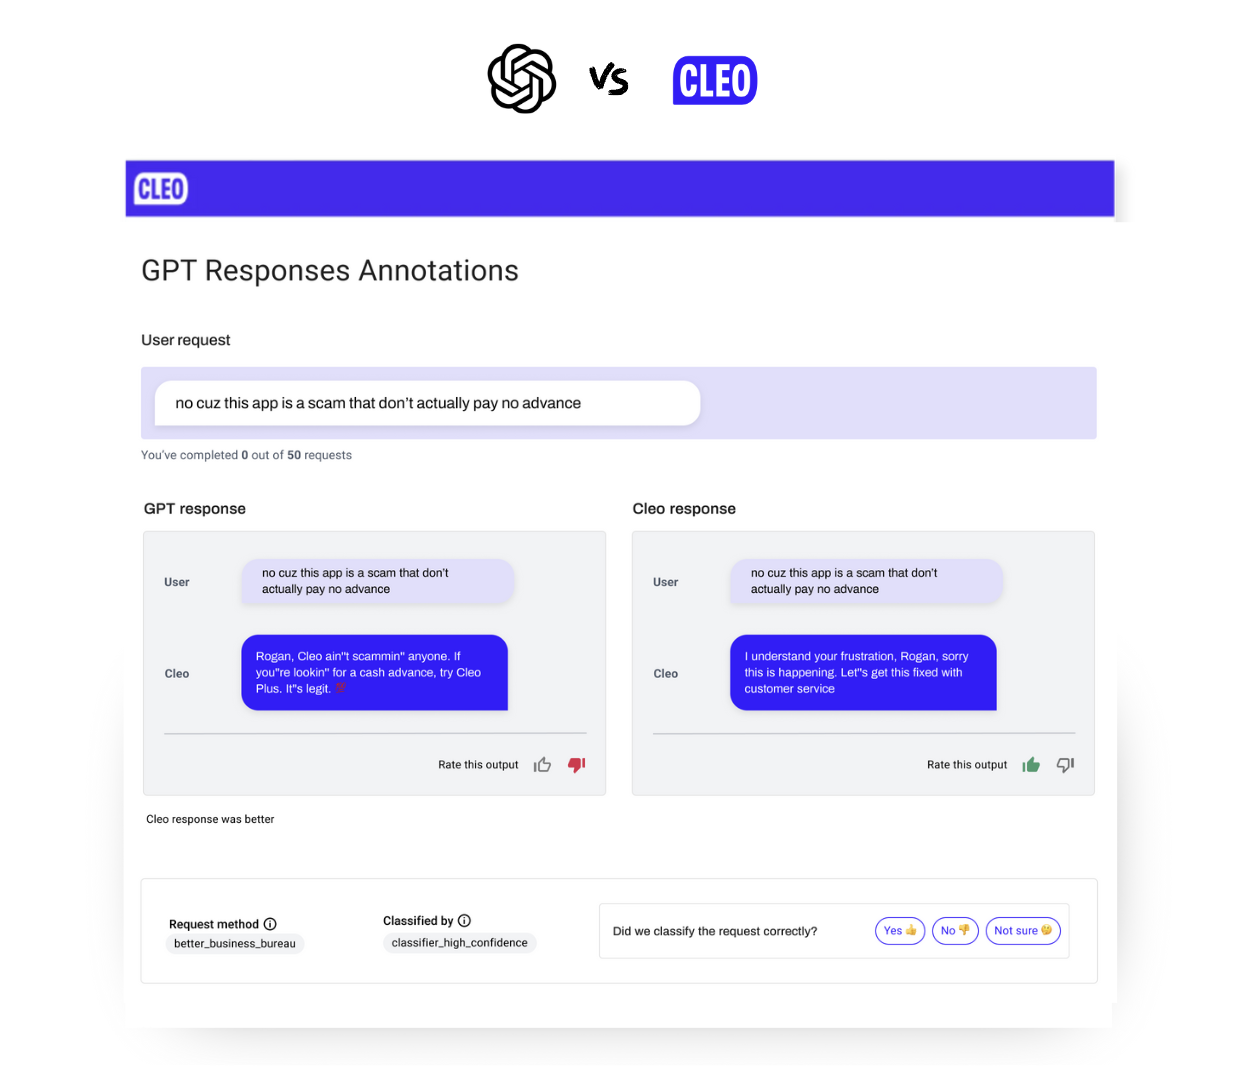 VS CLEO
CLEO
GPT Responses Annotations
User request
no cuz this app is a scam that don't actually pay no advance
You've completed 0 out of 50 requests
GPT response
User
no cuz this app is a scam that don't
actually pay no advance
Cleo
Rogan, Cleo ain"t scammin" anyone. If
you"re lookin" for a cash advance, try Cleo
Plus. It"s legit. 💯
Rate this output
Cleo response was better
Cleo response
User
no cuz this app is a scam that don't
actually pay no advance
Cleo
I understand your frustration, Rogan, sorry
this is happening. Let"s get this fixed with
customer service
Rate this output
Request method
better_business_bureau
Classified by
classifier_high_confidence
Did we classify the request correctly?
Yes 👍
No 👎
Not sure 🤔